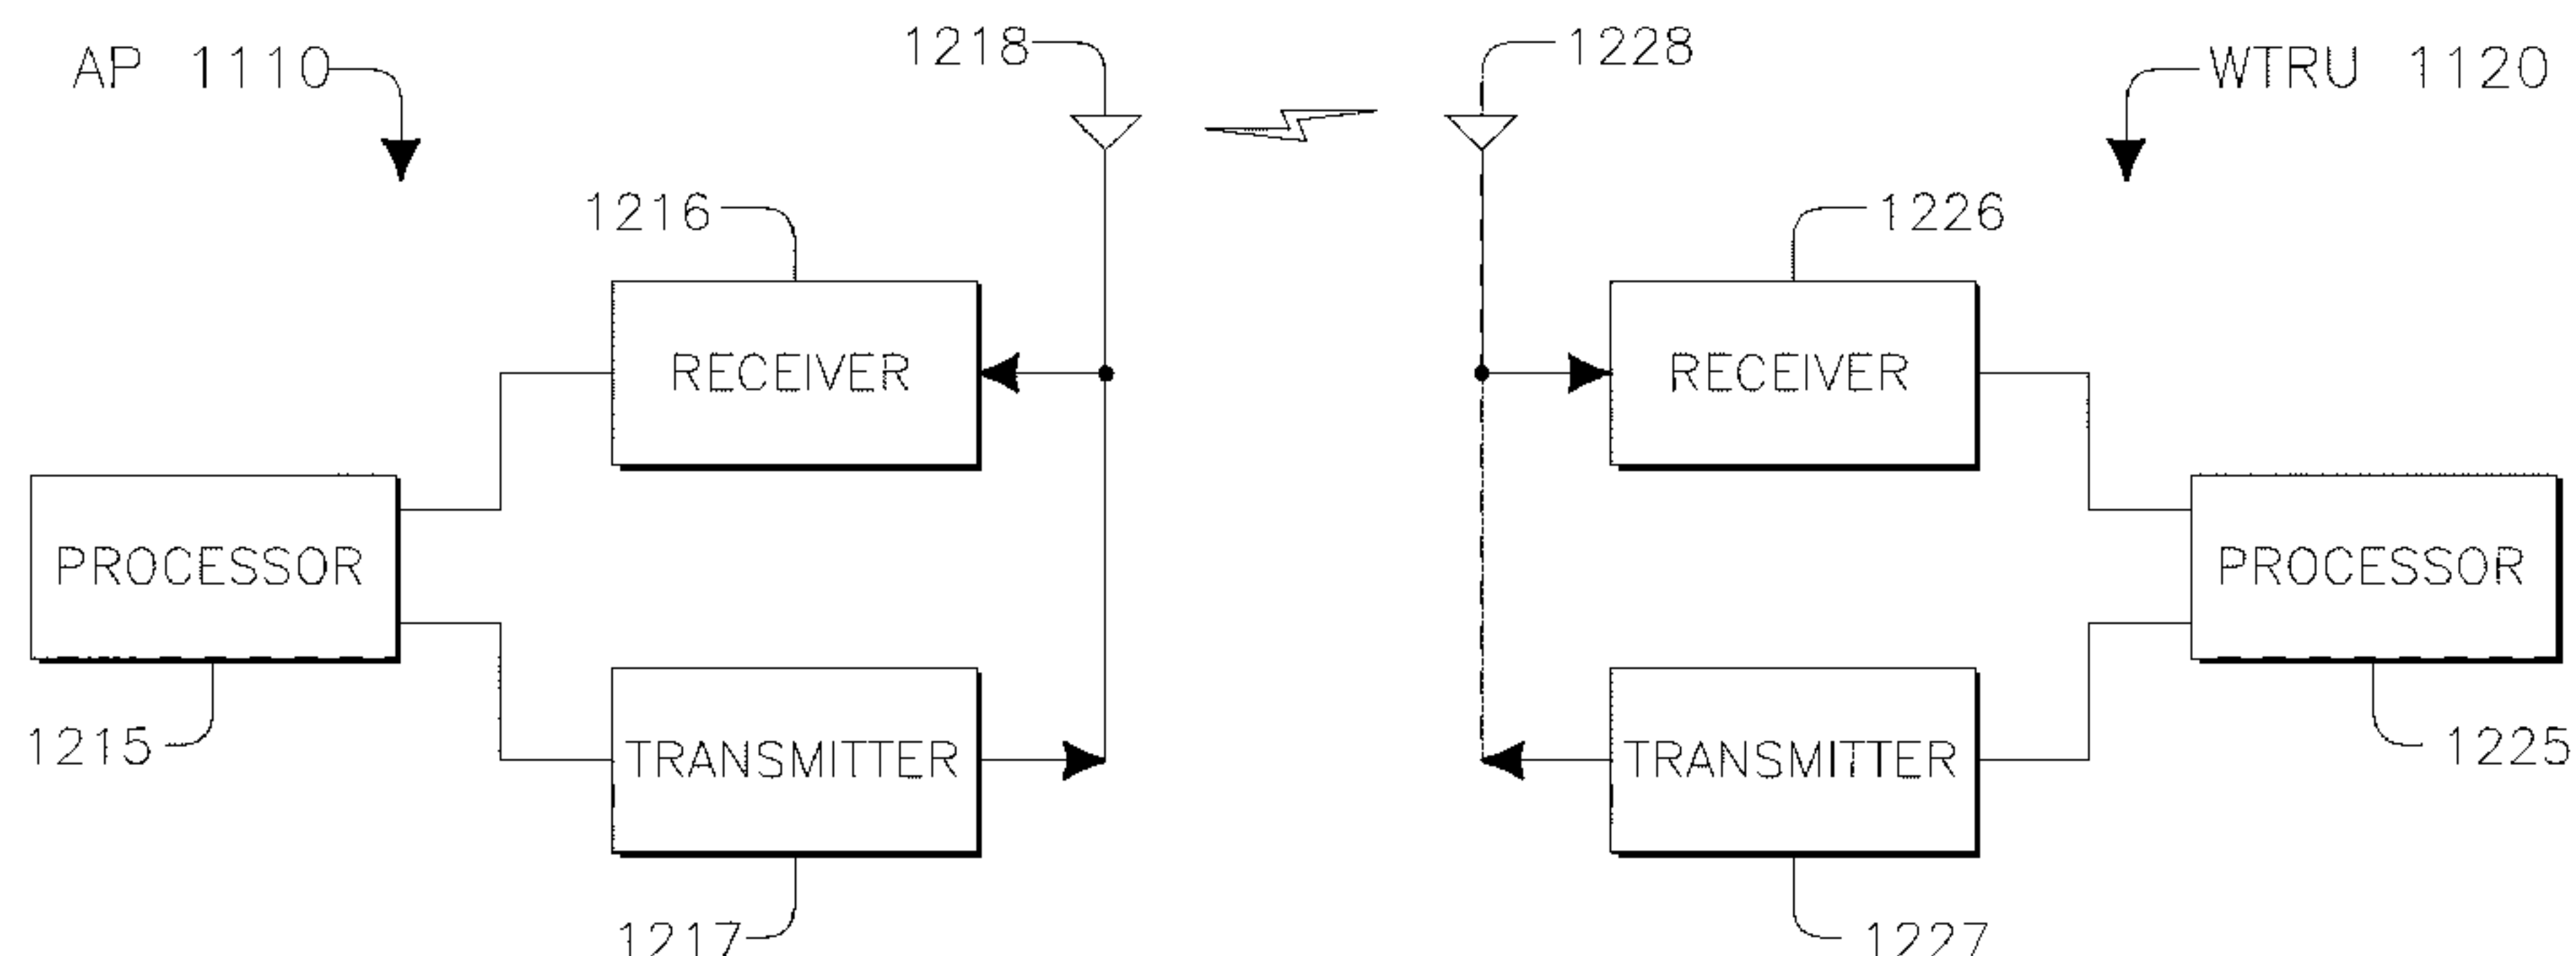 1218
1228
AP 1110
WTRU 1120
1216
1226
RECEIVER
RECEIVER
PROCESSOR
PROCESSOR
1215
TRANSMITTER
TRANSMITTER
1225
1217
1227